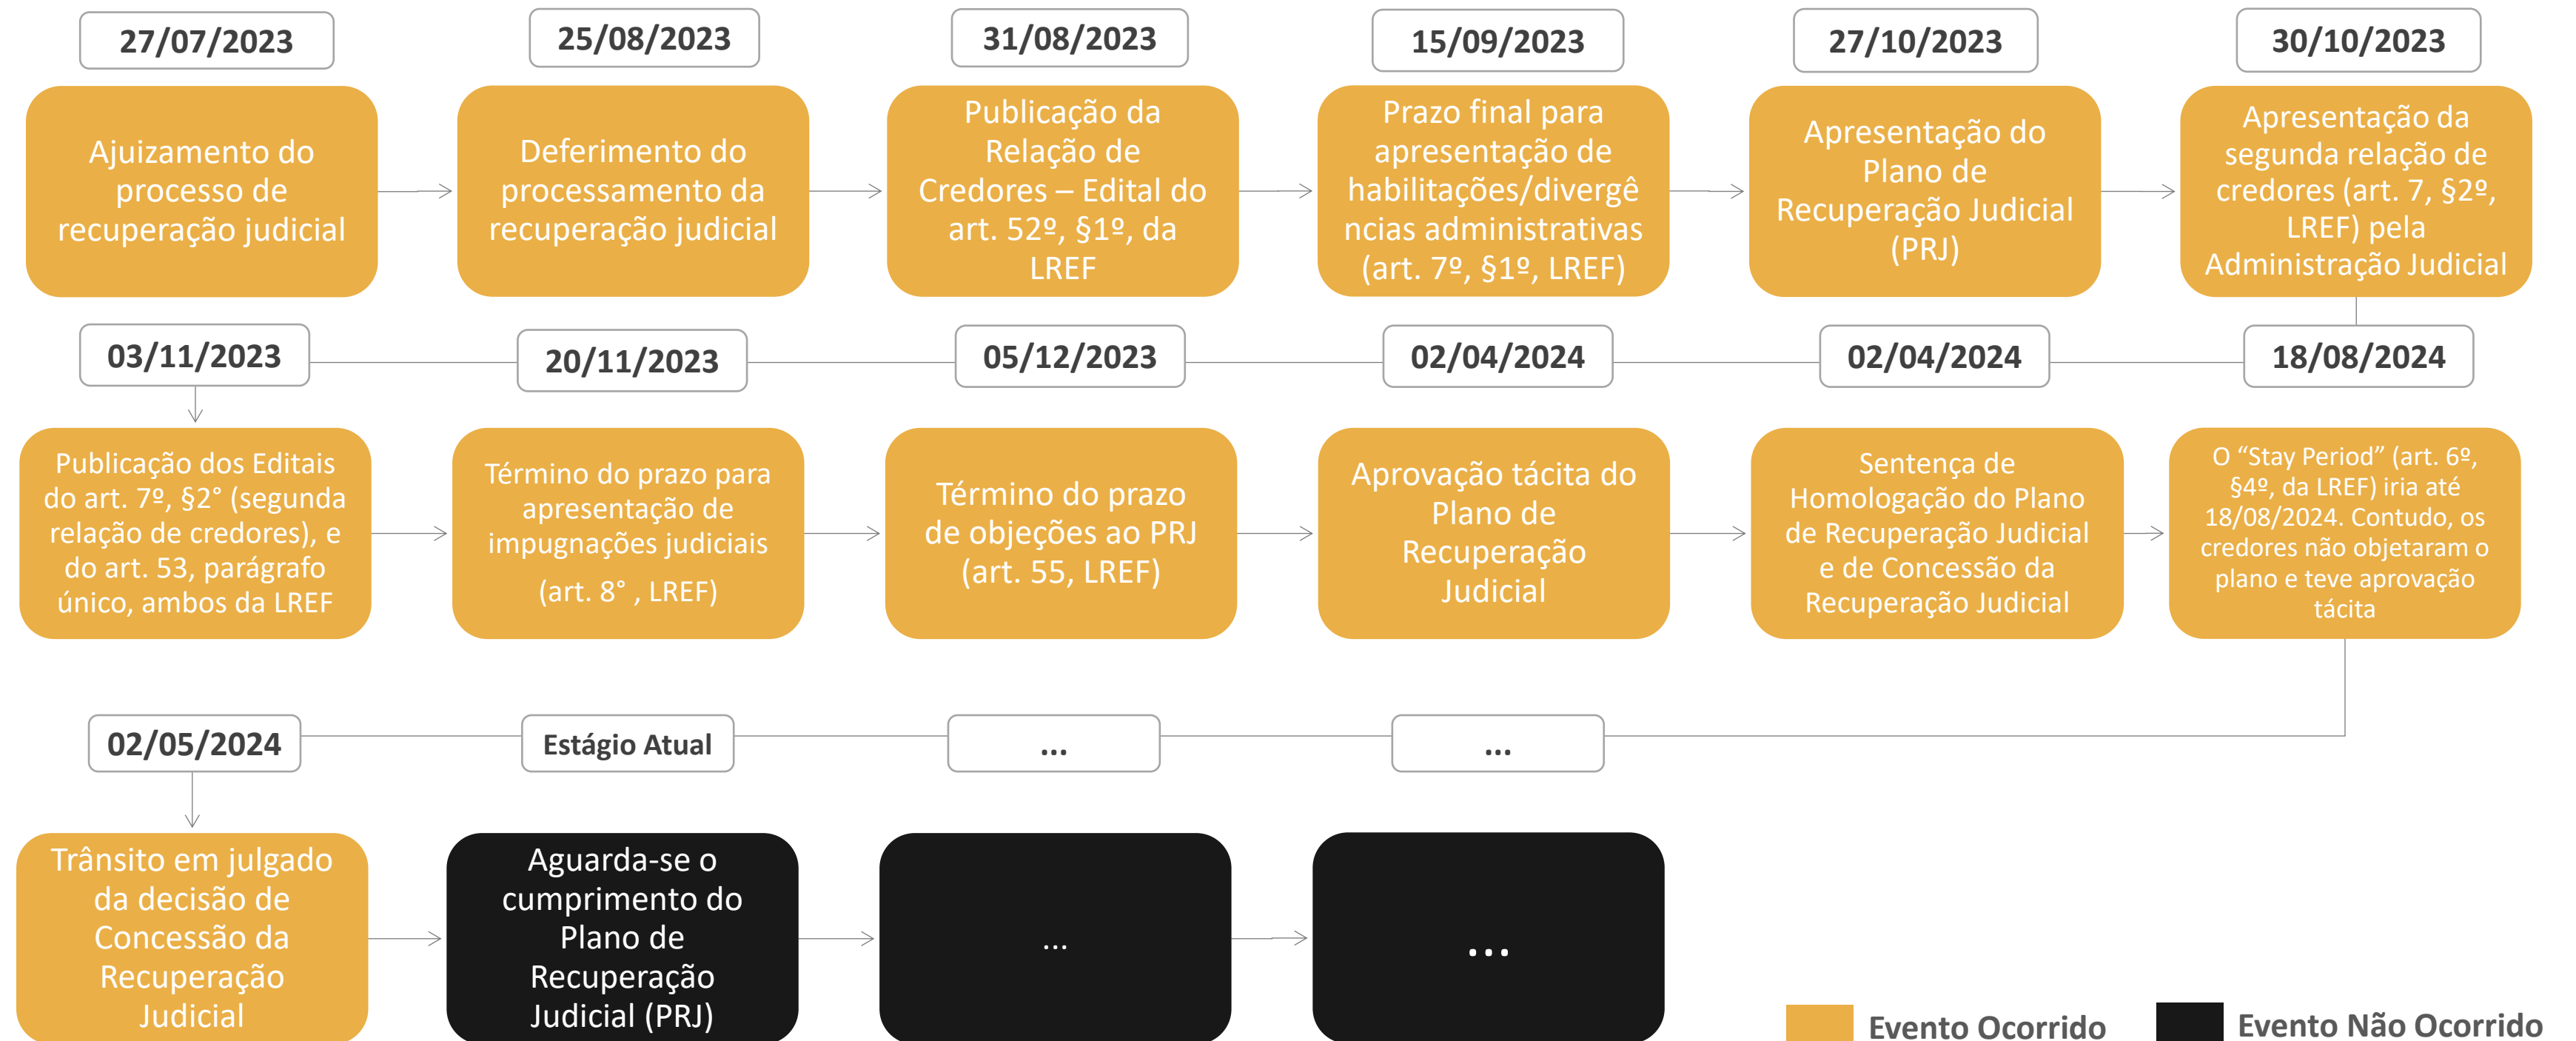 27/07/2023
25/08/2023
31/08/2023
15/09/2023
27/10/2023
30/10/2023
Ajuizamento do
processo de
recuperação judicial
Deferimento do
processamento da
recuperação judicial
Publicação da
Relação de
Credores – Edital do
art. 52º, §1º, da
LREF
Prazo final para
apresentação de
habilitações/divergê
ncias administrativas
(art. 7º, §1º, LREF)
Apresentação do
Plano de
Recuperação Judicial
(PRJ)
Apresentação da
segunda relação de
credores (art. 7, §2º,
LREF) pela
Administração Judicial
03/11/2023
20/11/2023
05/12/2023
02/04/2024
02/04/2024
18/08/2024
Publicação dos Editais
do art. 7º, §2° (segunda
relação de credores), e
do art. 53, parágrafo
único, ambos da LREF
Término do prazo para
apresentação de
impugnações judiciais
(art. 8° , LREF)
Término do prazo
de objeções ao PRJ
(art. 55, LREF)
Aprovação tácita do
Plano de
Recuperação
Judicial
Sentença de
Homologação do Plano
de Recuperação Judicial
e de Concessão da
Recuperação Judicial
O “Stay Period” (art. 6º,
§4º, da LREF) iria até
18/08/2024. Contudo, os
credores não objetaram o
plano e teve aprovação
tácita
02/05/2024
Estágio Atual
...
...
Trânsito em julgado
da decisão de
Concessão da
Recuperação
Judicial
Aguarda-se o
cumprimento do
Plano de
Recuperação
Judicial (PRJ)
...
...
Evento Ocorrido
Evento Não Ocorrido